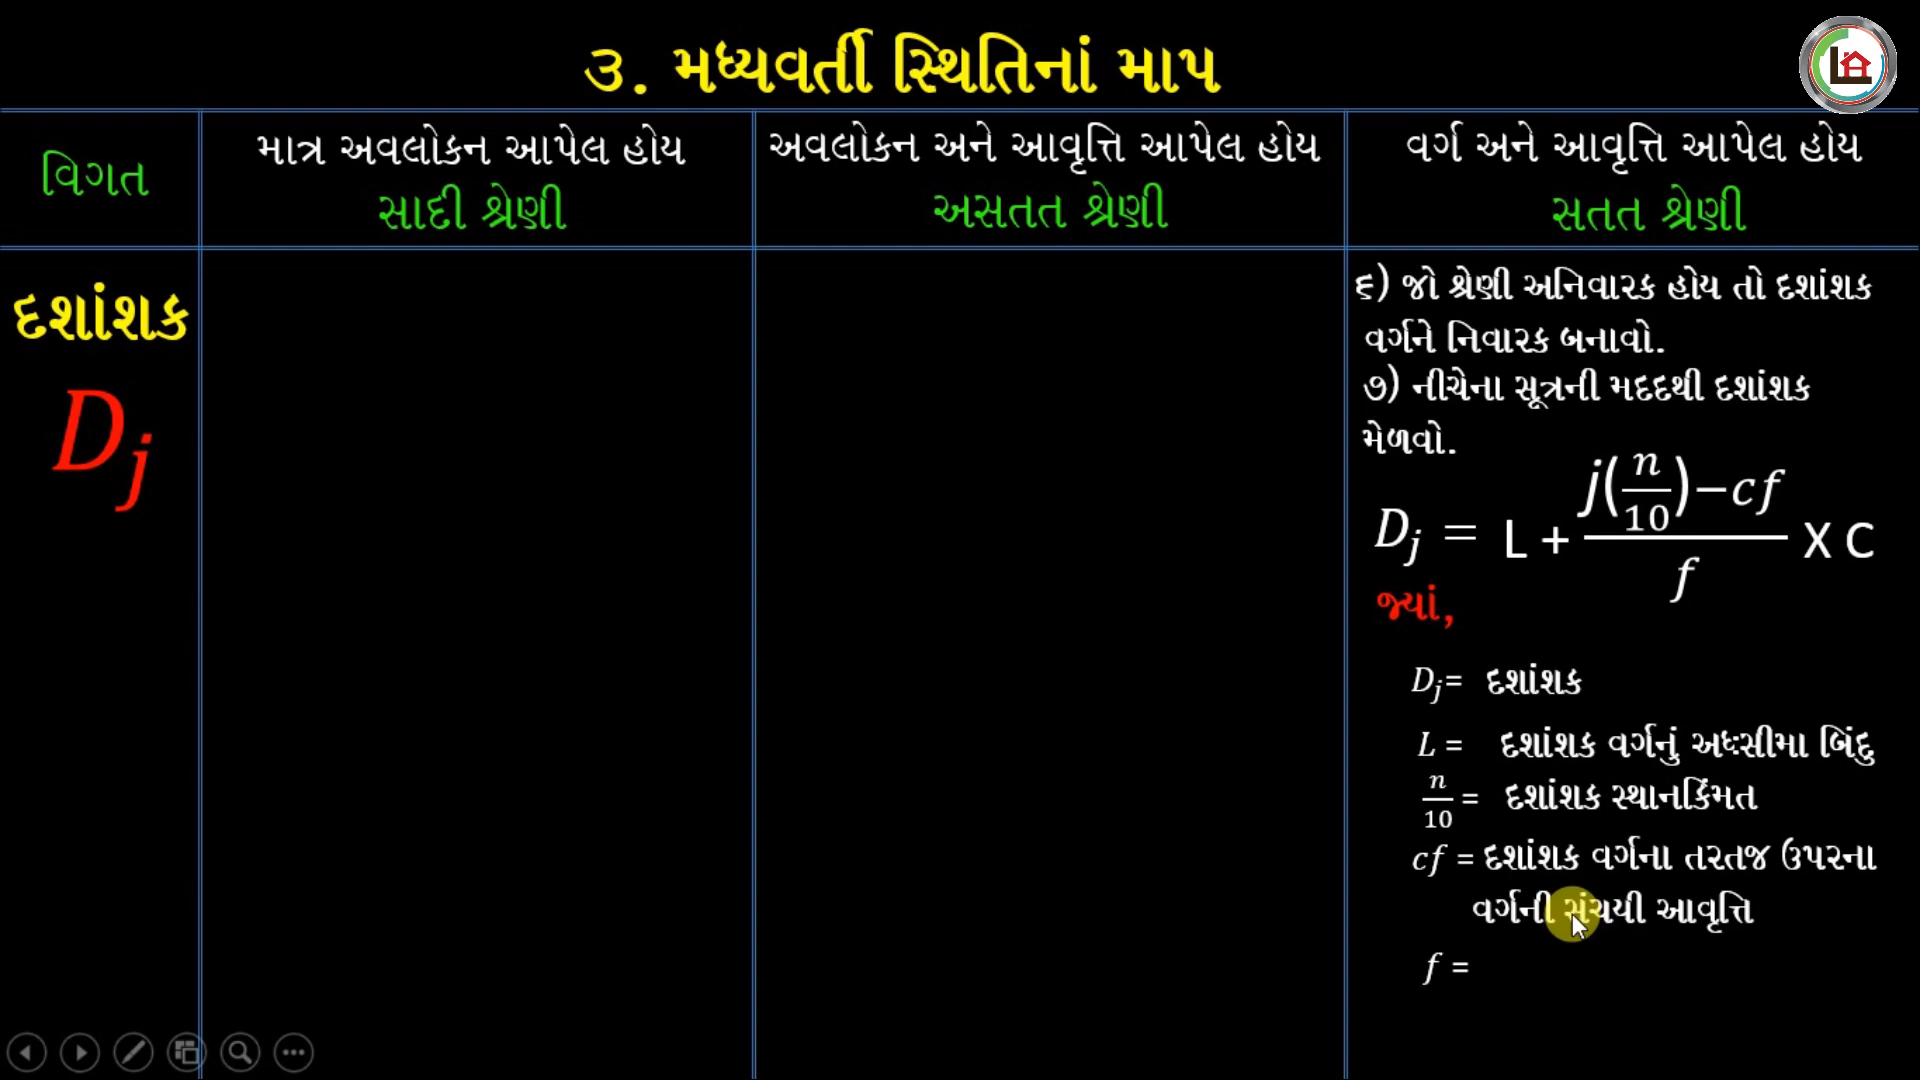 ૩. મધ્યવર્તી સ્થિતિનાં માપ
વિગત
માત્ર અવલોકન આપેલ હોય
સાદી શ્રેણી
અવલોકન અને આવૃત્તિ આપેલ હોય
અસતત શ્રેણી
વર્ગ અને આવૃત્તિ આપેલ હોય
સતત શ્રેણી
દશાંશક
D_j
૬) જો શ્રેણી અનિવારક હોય તો દશાંશક
વર્ગને નિવારક બનાવો.
૭) નીચેના સૂત્રની મદદથી દશાંશક
મેળવો.
D_j = L + (j(n/10)−cf)/f X C
જ્યાં,
D_j= દશાંશક
L = દશાંશક વર્ગનું અધઃસીમા બિંદુ
n/10 = દશાંશક સ્થાનકિંમત
cf = દશાંશક વર્ગના તરતજ ઉપરના
વર્ગની સંચયી આવૃત્તિ
f =